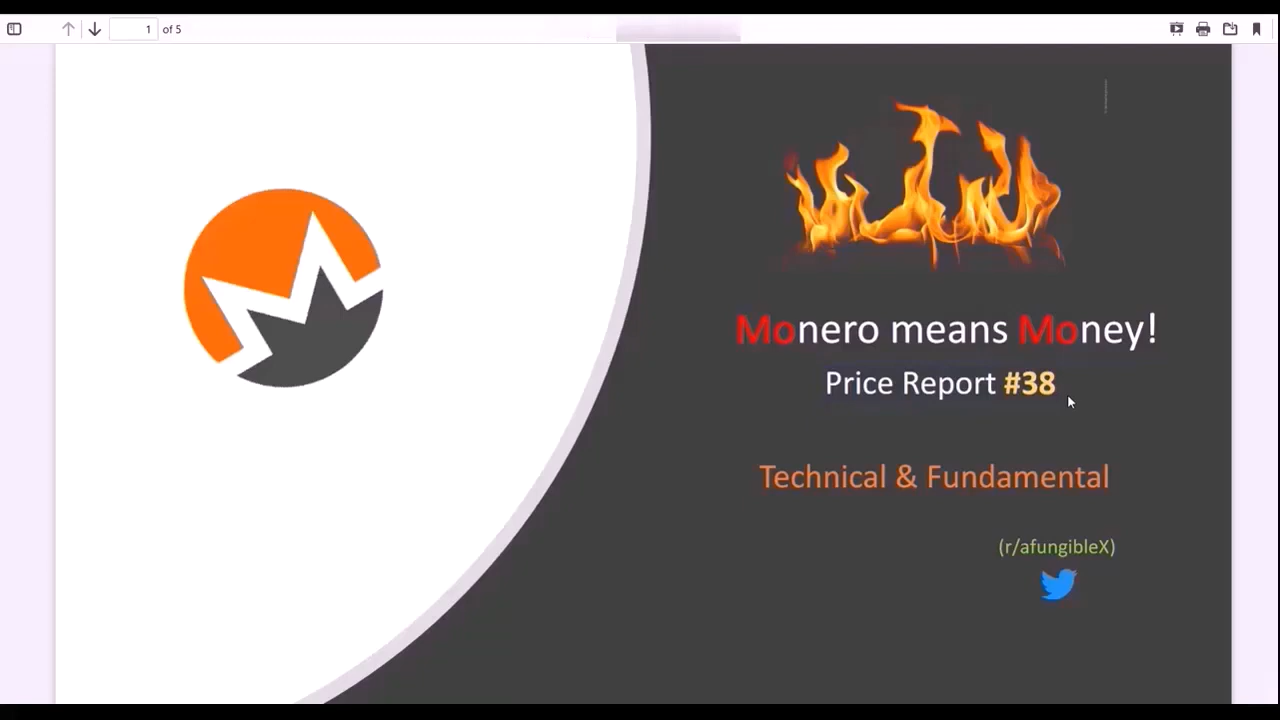 1 of 5
Monero means Money!
Price Report #38
Technical & Fundamental
(r/afungibleX)